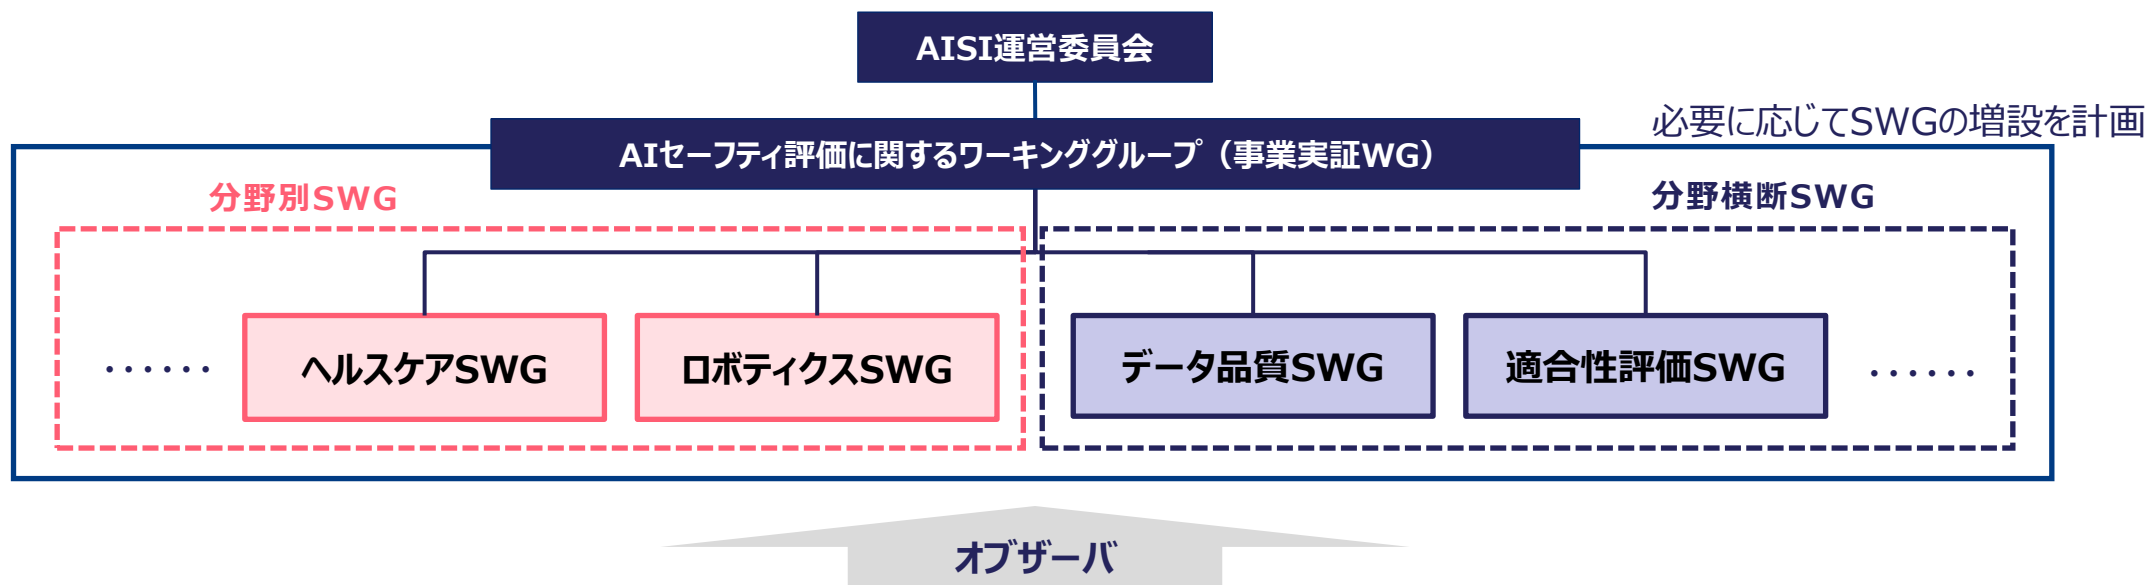 AISI運営委員会
必要に応じてSWGの増設を計画
AIセーフティ評価に関するワーキンググループ（事業実証WG）
分野別SWG
分野横断SWG
......
ヘルスケアSWG
ロボティクスSWG
データ品質SWG
適合性評価SWG
......
オブザーバ